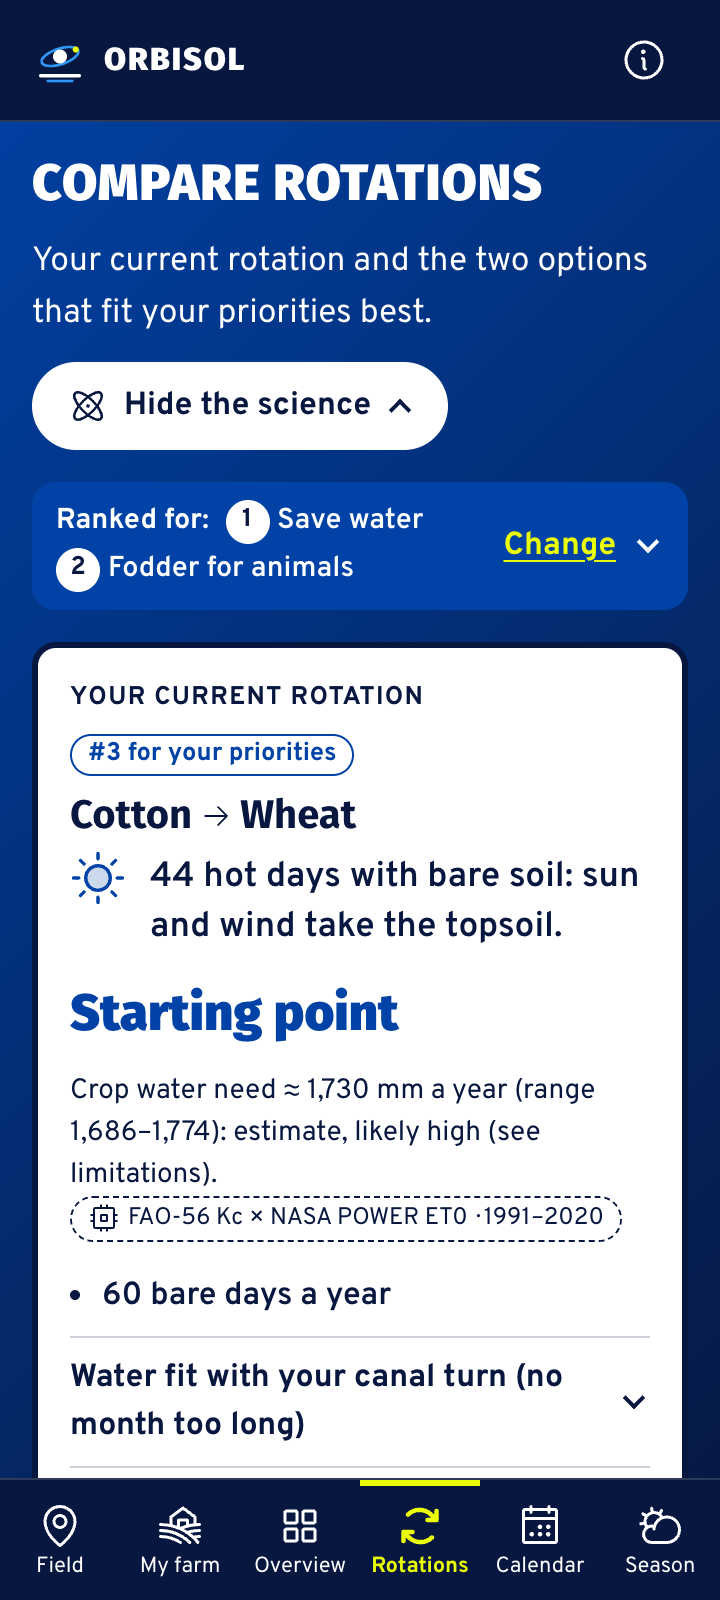 ORBISOL
COMPARE ROTATIONS
Your current rotation and the two options
that fit your priorities best.
Hide the science
Ranked for: 1 Save water
2 Fodder for animals
Change
YOUR CURRENT ROTATION
#3 for your priorities
Cotton → Wheat
44 hot days with bare soil: sun
and wind take the topsoil.
Starting point
Crop water need ≈ 1,730 mm a year (range
1,686–1,774): estimate, likely high (see
limitations).
FAO-56 Kc × NASA POWER ET0 · 1991–2020
• 60 bare days a year
Water fit with your canal turn (no
month too long)
Field
My farm
Overview
Rotations
Calendar
Season